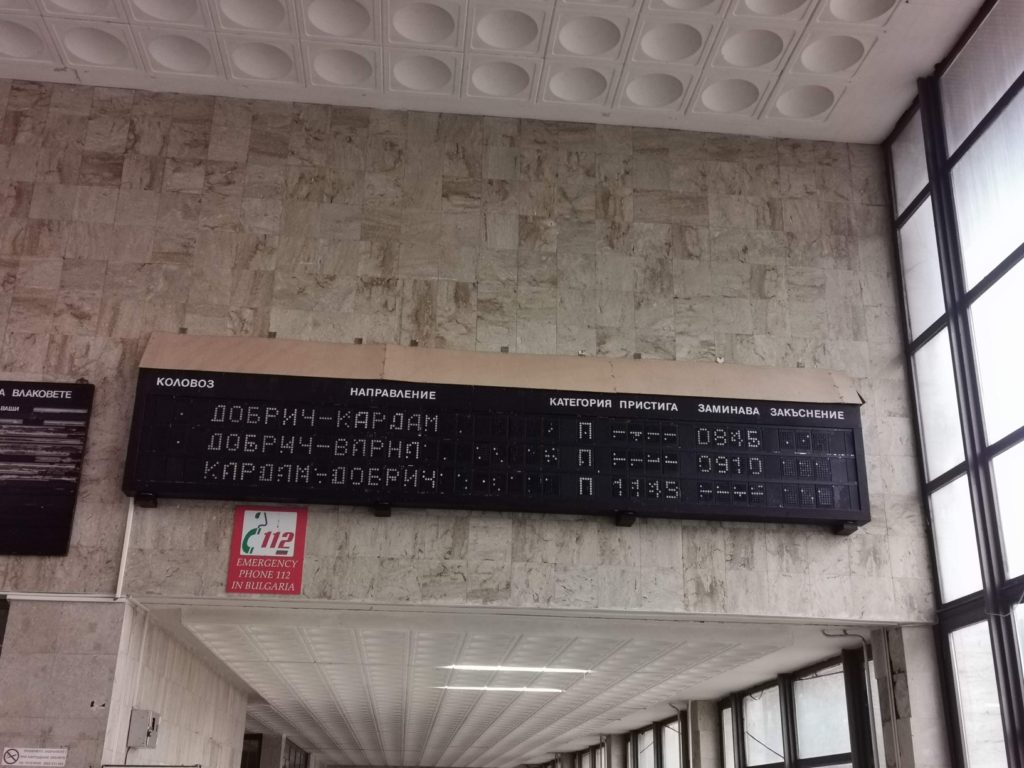 КОЛОВОЗ НАПРАВЛЕНИЕ КАТЕГОРИЯ ПРИСТИГА ЗАМИНАВА ЗАКЪСНЕНИЕ
ДОБРИЧ-КАРДАМ П --:-- 0945
ДОБРИЧ-ВАРНА П --:-- 0910
КАРДАМ-ДОБРИЧ П 1145 --:--
А ВЛАКОВЕТЕ
112
EMERGENCY
PHONE 112
IN BULGARIA